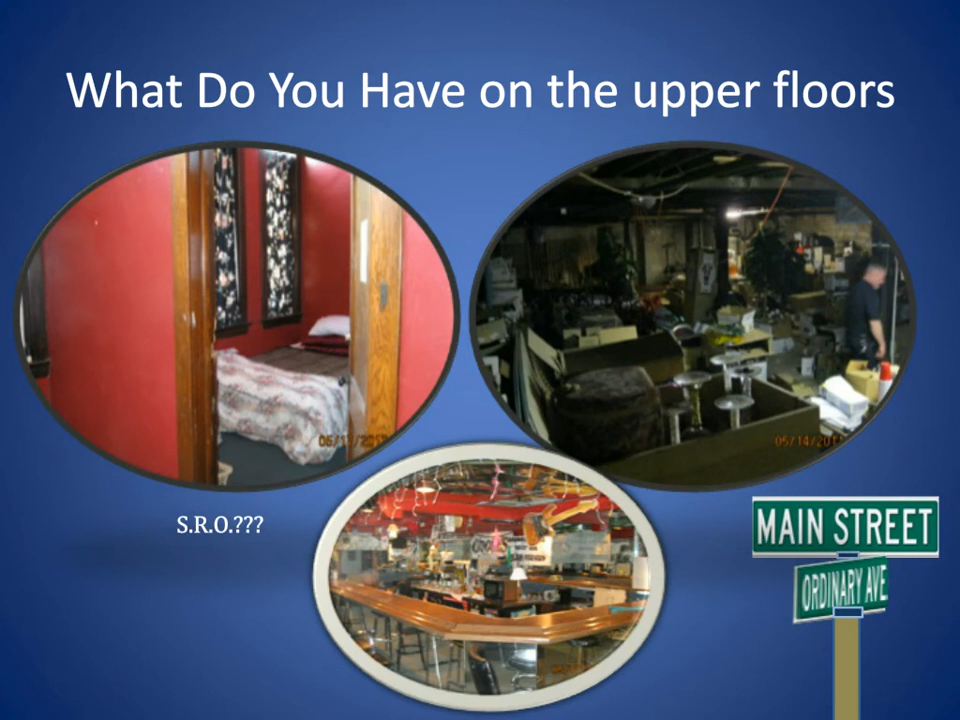 What Do You Have on the upper floors
S.R.O.???
MAIN STREET
ORDINARY AVE